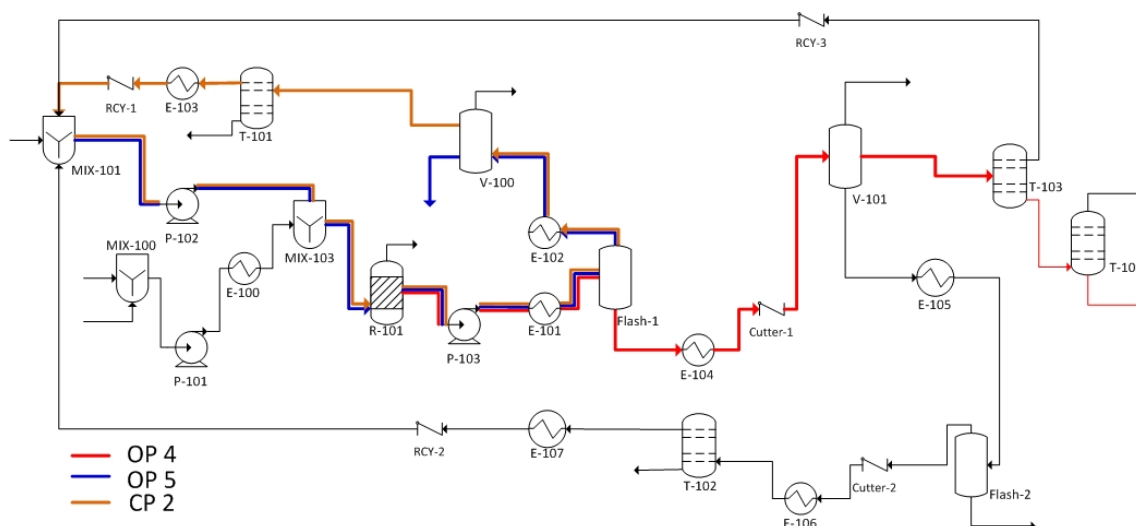 RCY-3
RCY-1
E-103
T-101
MIX-101
V-100
P-102
MIX-100
MIX-103
E-100
E-102
R-101
Flash-1
E-101
P-103
P-101
E-104
Cutter-1
V-101
T-103
T-10
E-105
RCY-2
E-107
T-102
E-106
Cutter-2
Flash-2
OP 4
OP 5
CP 2